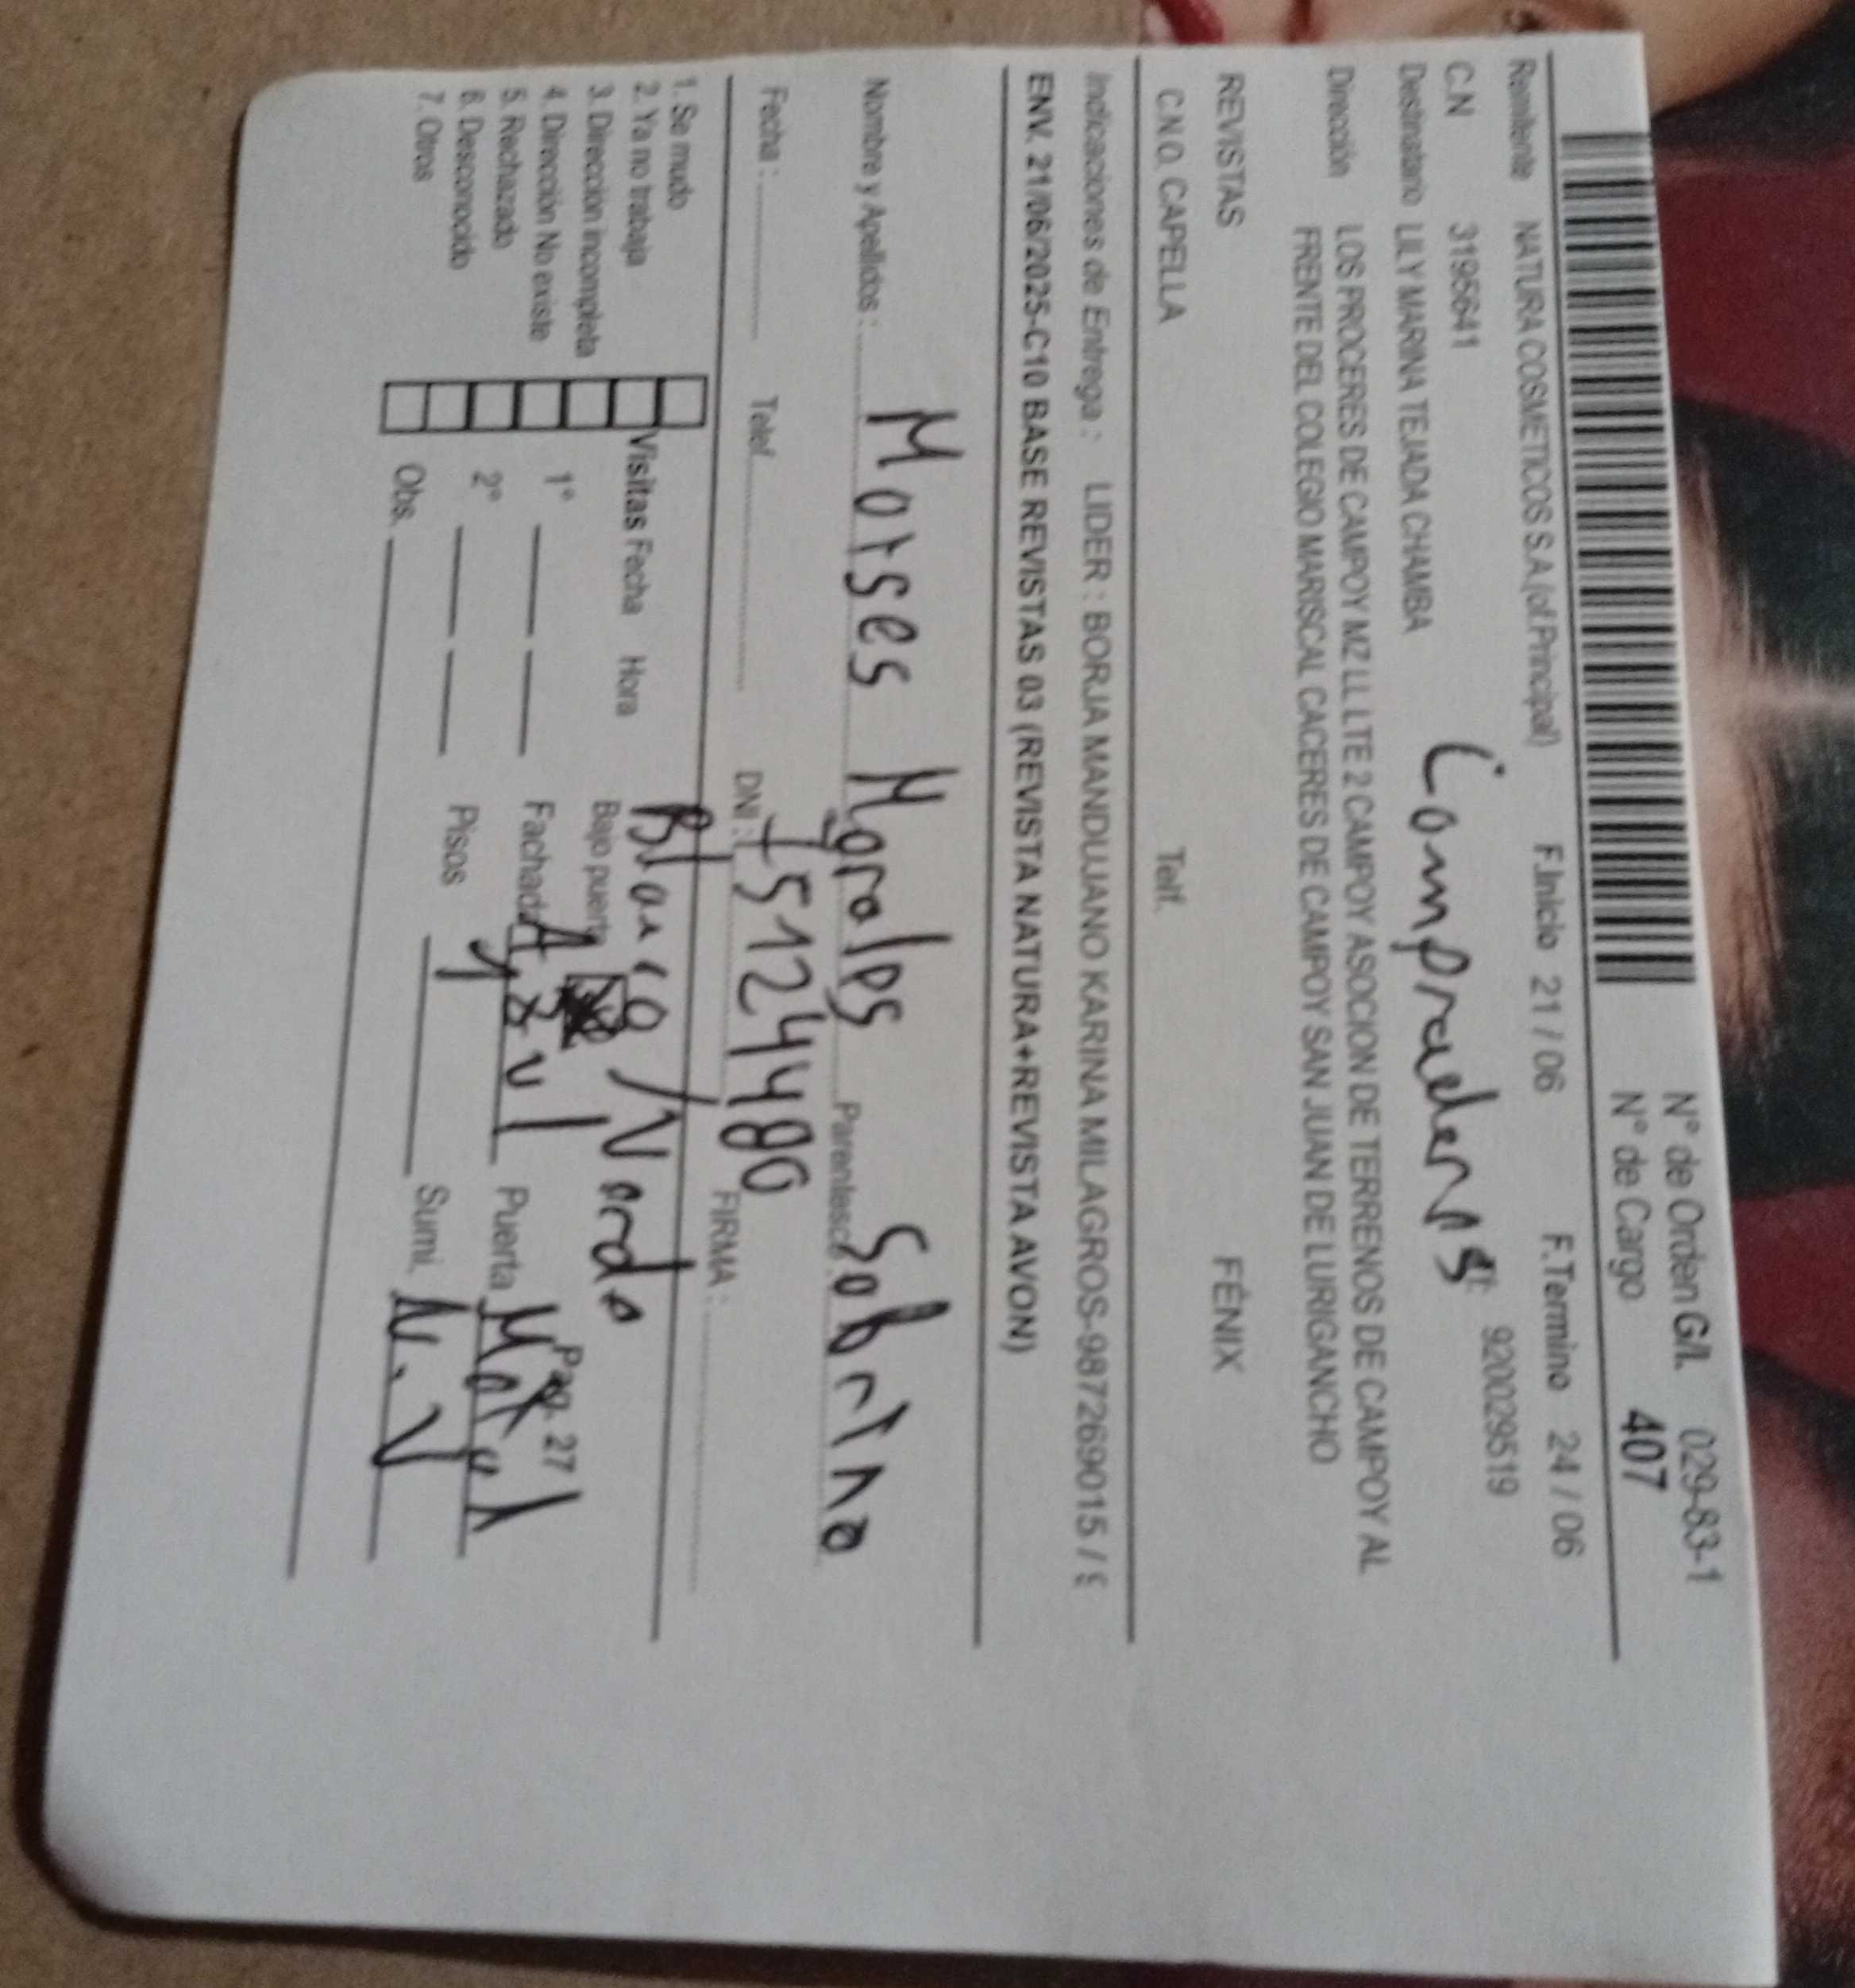 N° de Orden G/L 029-83-1
N° de Cargo 407
Remitente NATURA COSMETICOS S.A.(of.Principal) F.Inicio 21 / 06 F.Termino 24 / 06
C.N 3195641 920029519
Destinatario LILY MARINA TEJADA CHAMBA
Dirección LOS PROCERES DE CAMPOY MZ LL LTE 2 CAMPOY ASOCION DE TERRENOS DE CAMPOY AL
FRENTE DEL COLEGIO MARISCAL CACERES DE CAMPOY SAN JUAN DE LURIGANCHO
REVISTAS FÉNIX
C.N.O. CAPELLA Telf.
Indicaciones de Entrega : LIDER : BORJA MANDUJANO KARINA MILAGROS-987269015 /
ENV. 21/06/2025-C10 BASE REVISTAS 03 (REVISTA NATURA+REVISTA AVON)
Nombre y Apellidos : Moises Morales Parentesco Sobrino
Fecha : Telef. DNI : 75124480 FIRMA :
Blanco / Verde
1. Se mudo
2. Ya no trabaja Visitas Fecha Hora Bajo puerta Pag. 27
3. Dirección incompleta
4. Dirección No existe 1° Fachada Azul Puerta Metal
5. Rechazado
6. Desconocido 2° Pisos 4 Sumi. N.V
7. Otros Obs.